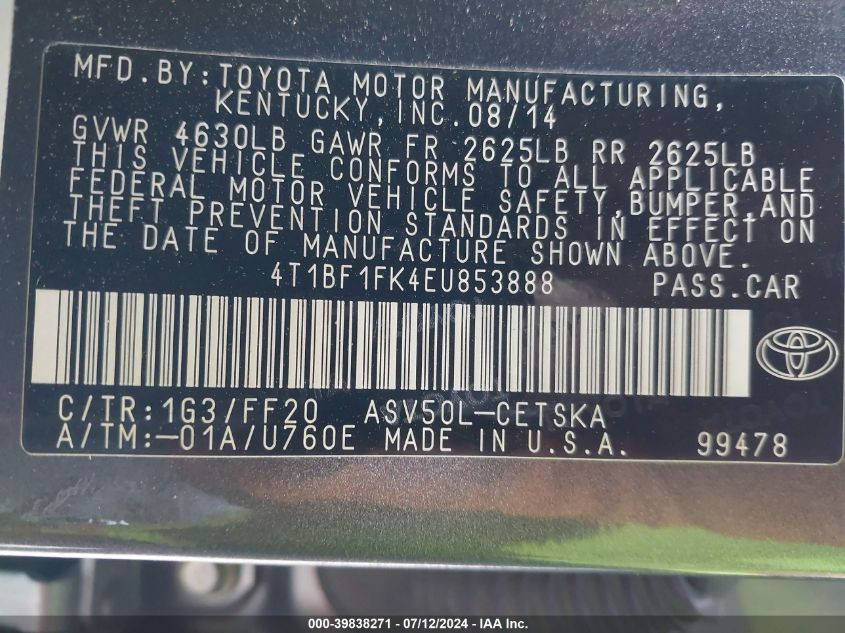 MFD.BY:TOYOTA MOTOR MANUFACTURING,
KENTUCKY,INC.08/14
GVWR 4630LB GAWR FR 2625LB RR 2625LB
THIS VEHICLE CONFORMS TO ALL APPLICABLE
FEDERAL MOTOR VEHICLE SAFETY,BUMPER,AND
THEFT PREVENTION STANDARDS IN EFFECT ON
THE DATE OF MANUFACTURE SHOWN ABOVE.
4T1BF1FK4EU853888 PASS.CAR
C/TR:1G3/FF20 ASV50L-CETSKA
A/TM:-01A/U760E MADE IN U.S.A. 99478
000-39838271 - 07/12/2024 - IAA Inc.